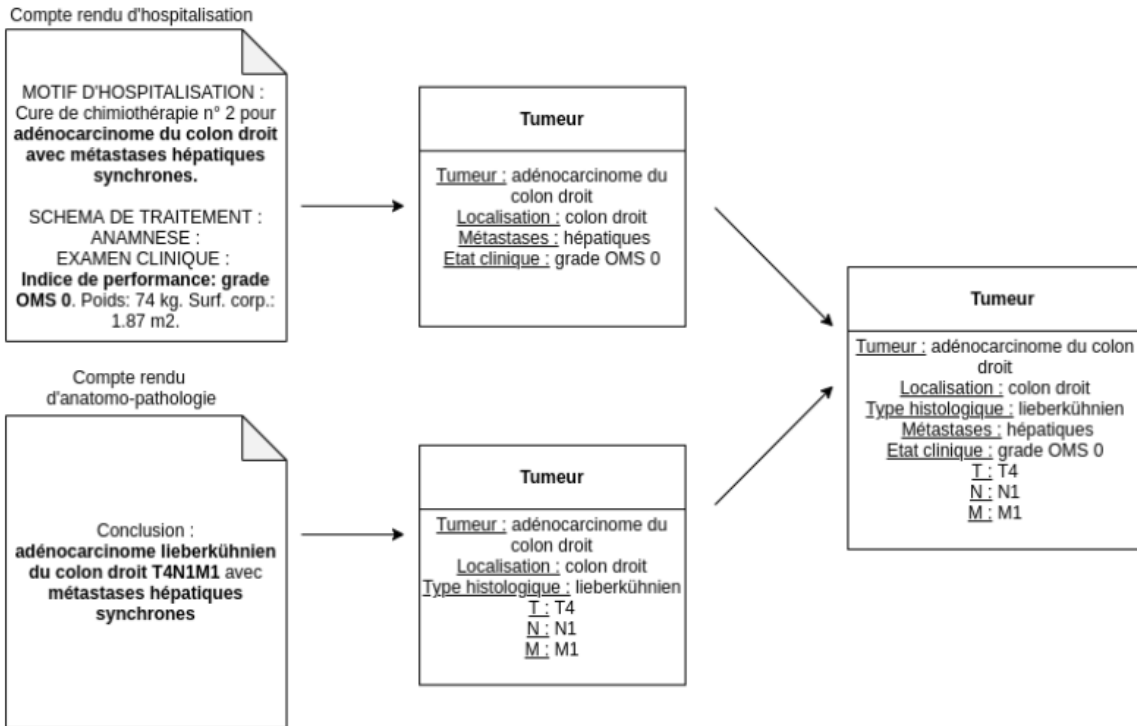 Compte rendu d'hospitalisation
MOTIF D'HOSPITALISATION :
Cure de chimiothérapie n° 2 pour
adénocarcinome du colon droit
avec métastases hépatiques
synchrones.
SCHEMA DE TRAITEMENT :
ANAMNESE :
EXAMEN CLINIQUE :
Indice de performance: grade
OMS 0. Poids: 74 kg. Surf. corp.:
1.87 m2.
Tumeur
Tumeur : adénocarcinome du
colon droit
Localisation : colon droit
Métastases : hépatiques
Etat clinique : grade OMS 0
Compte rendu
d'anatomo-pathologie
Conclusion :
adénocarcinome lieberkühnien
du colon droit T4N1M1 avec
métastases hépatiques
synchrones
Tumeur
Tumeur : adénocarcinome du
colon droit
Localisation : colon droit
Type histologique : lieberkühnien
T : T4
N : N1
M : M1
Tumeur
Tumeur : adénocarcinome du colon
droit
Localisation : colon droit
Type histologique : lieberkühnien
Métastases : hépatiques
Etat clinique : grade OMS 0
T : T4
N : N1
M : M1